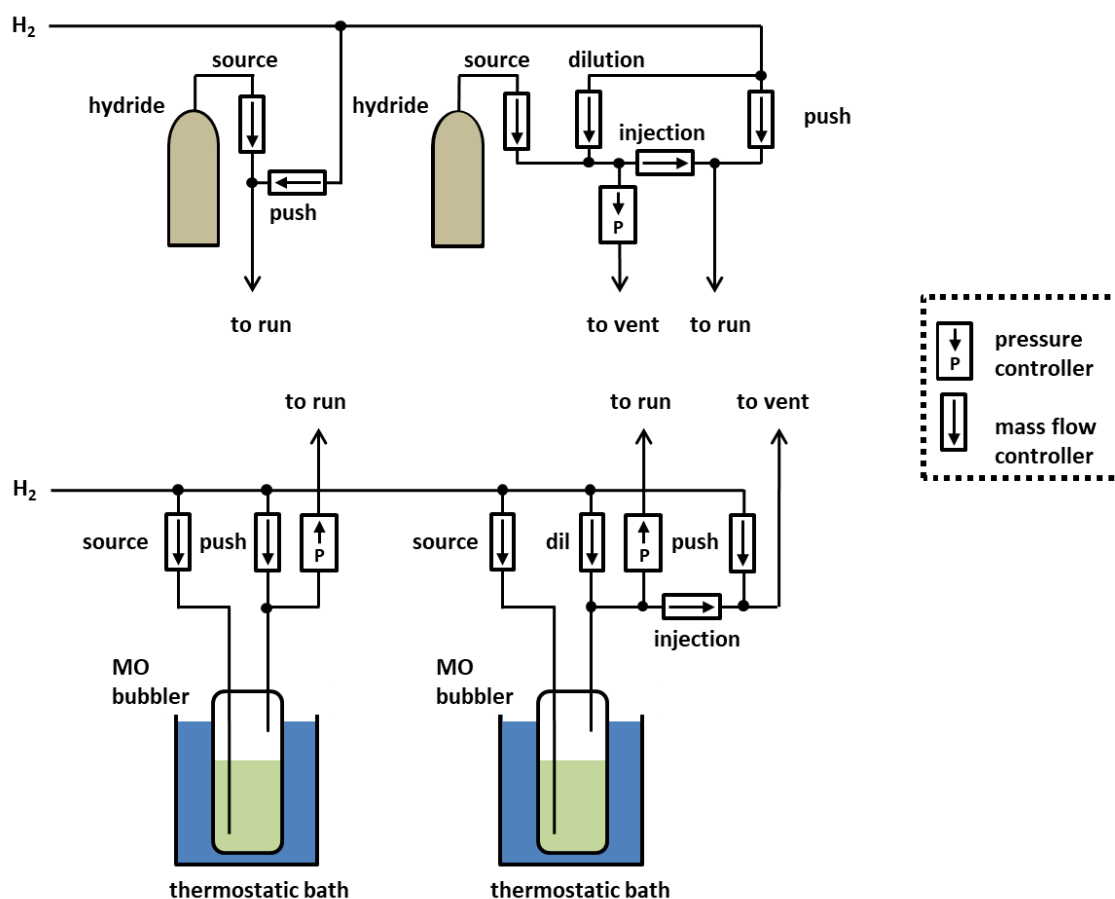 H2
source
hydride
push
to run
source
dilution
hydride
injection
push
to vent
to run
P
P
pressure
controller
mass flow
controller
to run
to run
to vent
H2
source
push
P
source
dil
P
push
injection
MO
bubbler
MO
bubbler
thermostatic bath
thermostatic bath